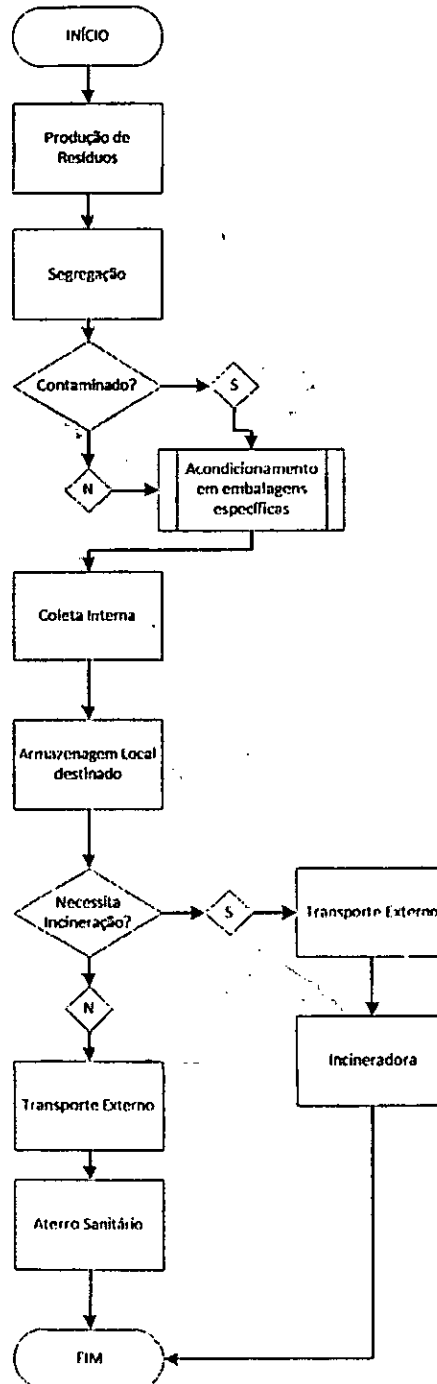 INÍCIO
Produção de
Resíduos
Segregação
Contaminado?
S
N
Acondicionamento
em embalagens
específicas
Coleta Interna
Armazenagem Local
destinado
Necessita
Incineração?
S
Transporte Externo
N
Incineradora
Transporte Externo
Aterro Sanitário
FIM